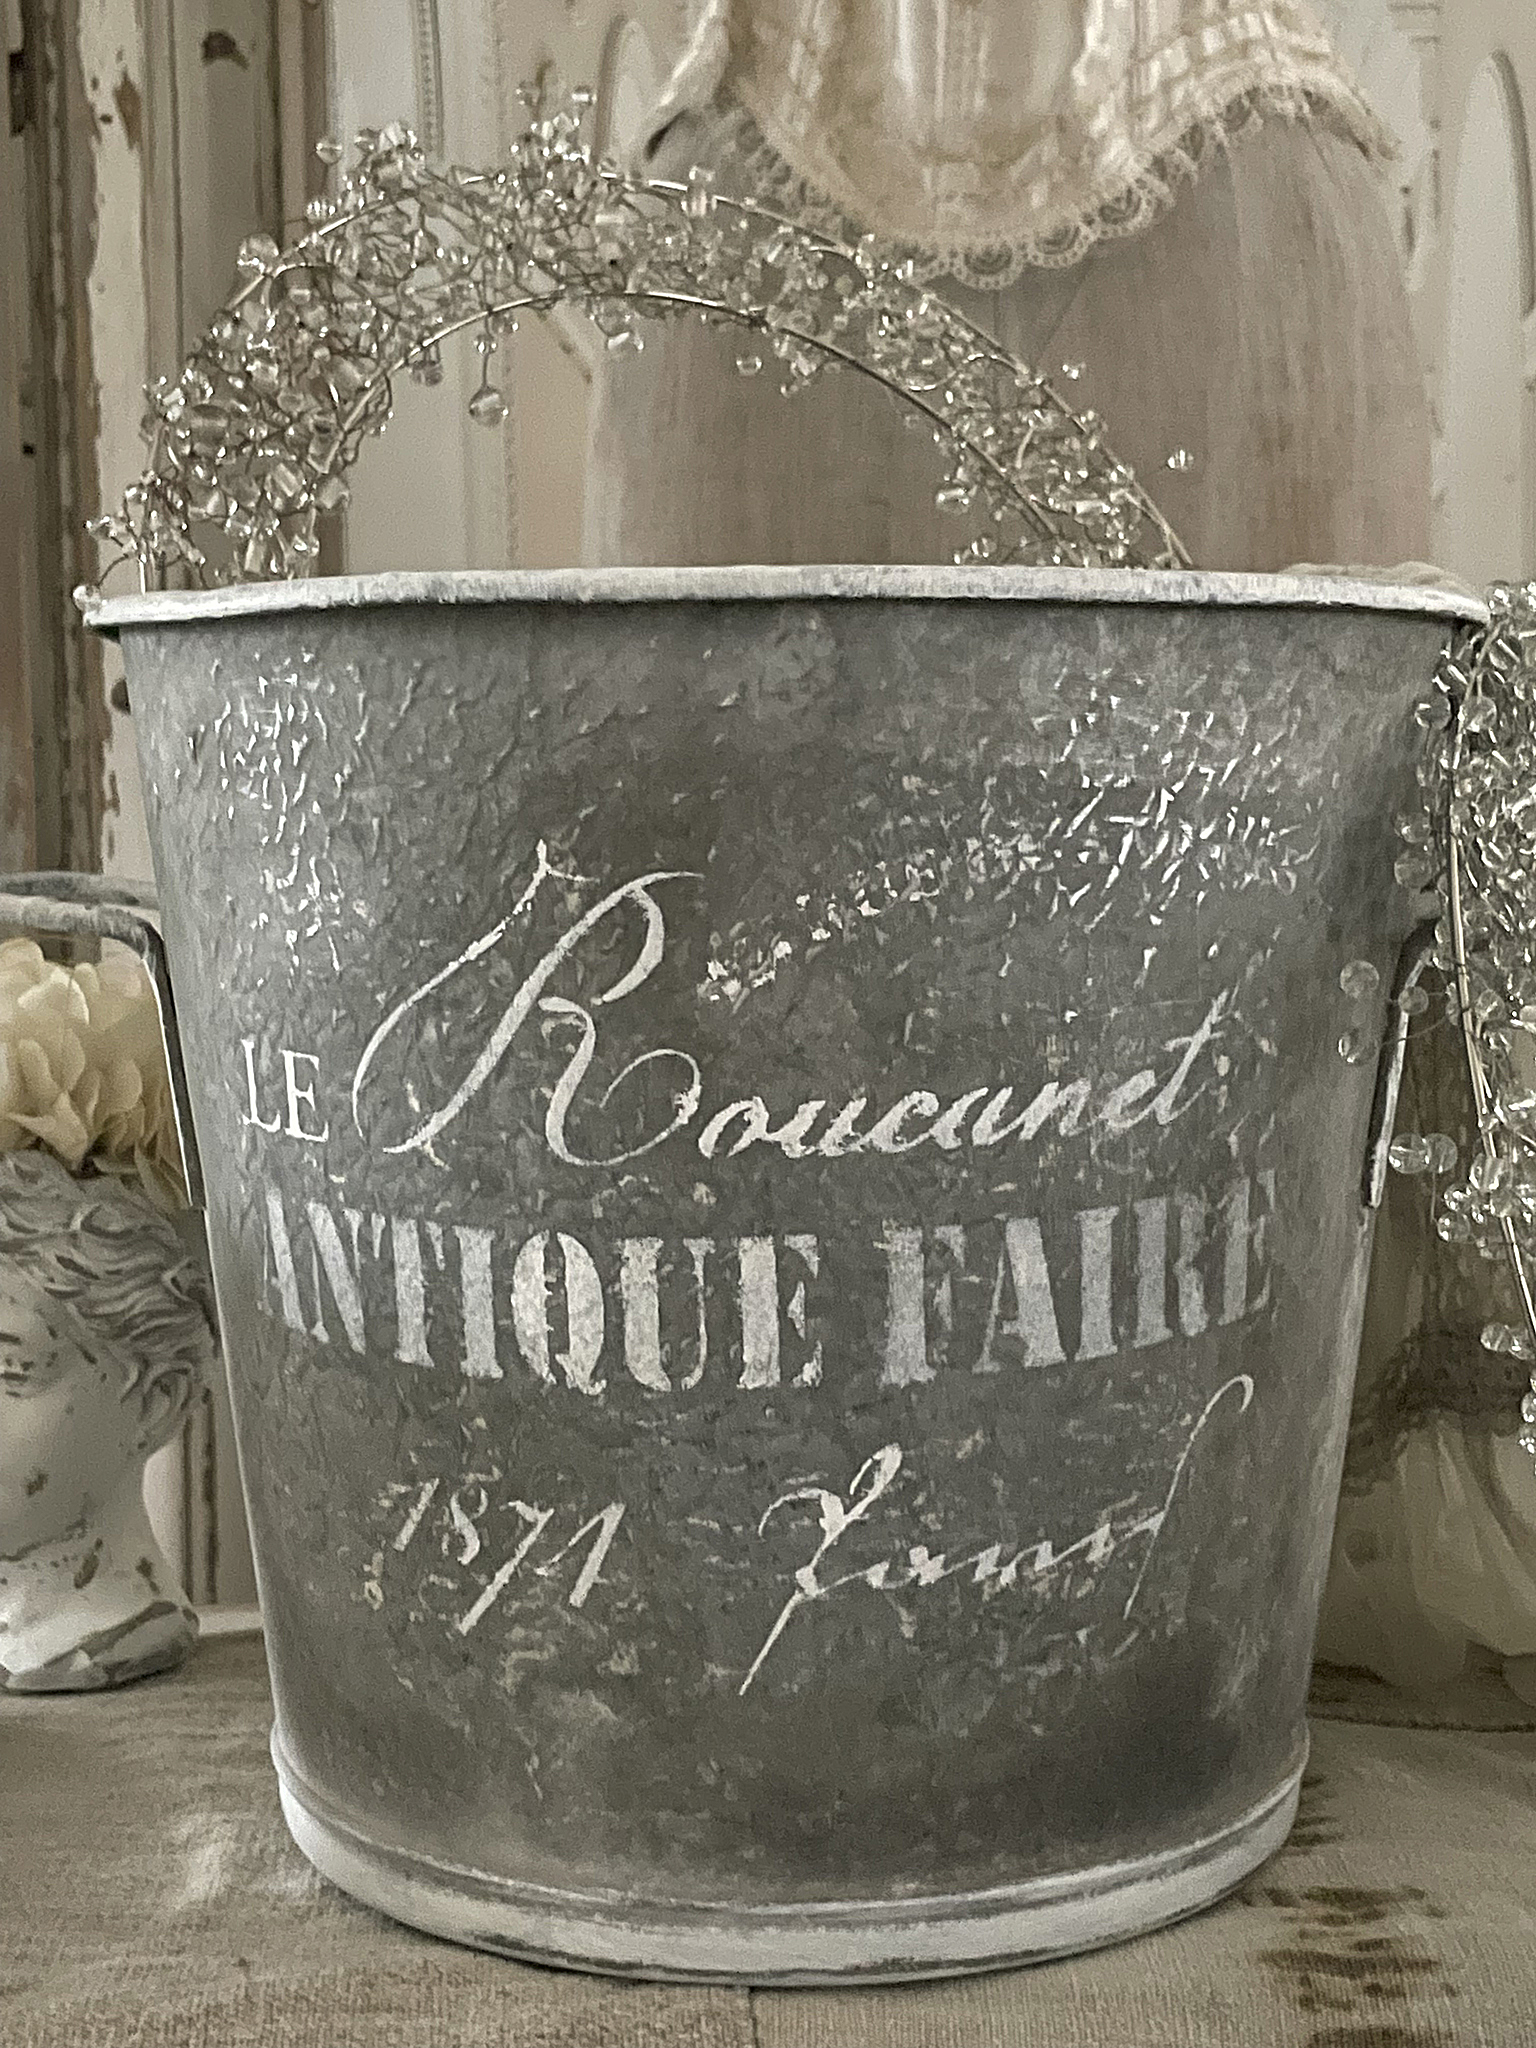 LE Roucanet
ANTIQUE FAIRE
1871